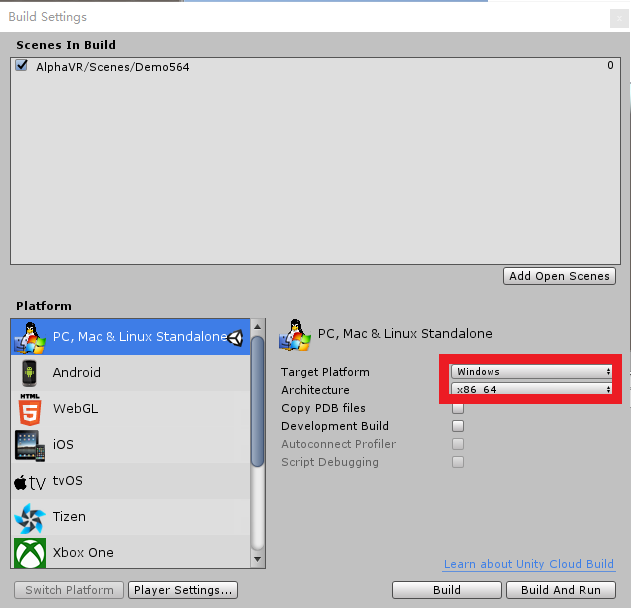 Build Settings
x
Scenes In Build
AlphaVR/Scenes/Demo564 0
Add Open Scenes
Platform
PC, Mac & Linux Standalone
Android
HTML
5
WebGL
iOS
tv
tvOS
Tizen
Xbox One
PC, Mac & Linux Standalone
Target Platform Windows
Architecture x86_64
Copy PDB files
Development Build
Autoconnect Profiler
Script Debugging
Learn about Unity Cloud Build
Switch Platform Player Settings... Build Build And Run